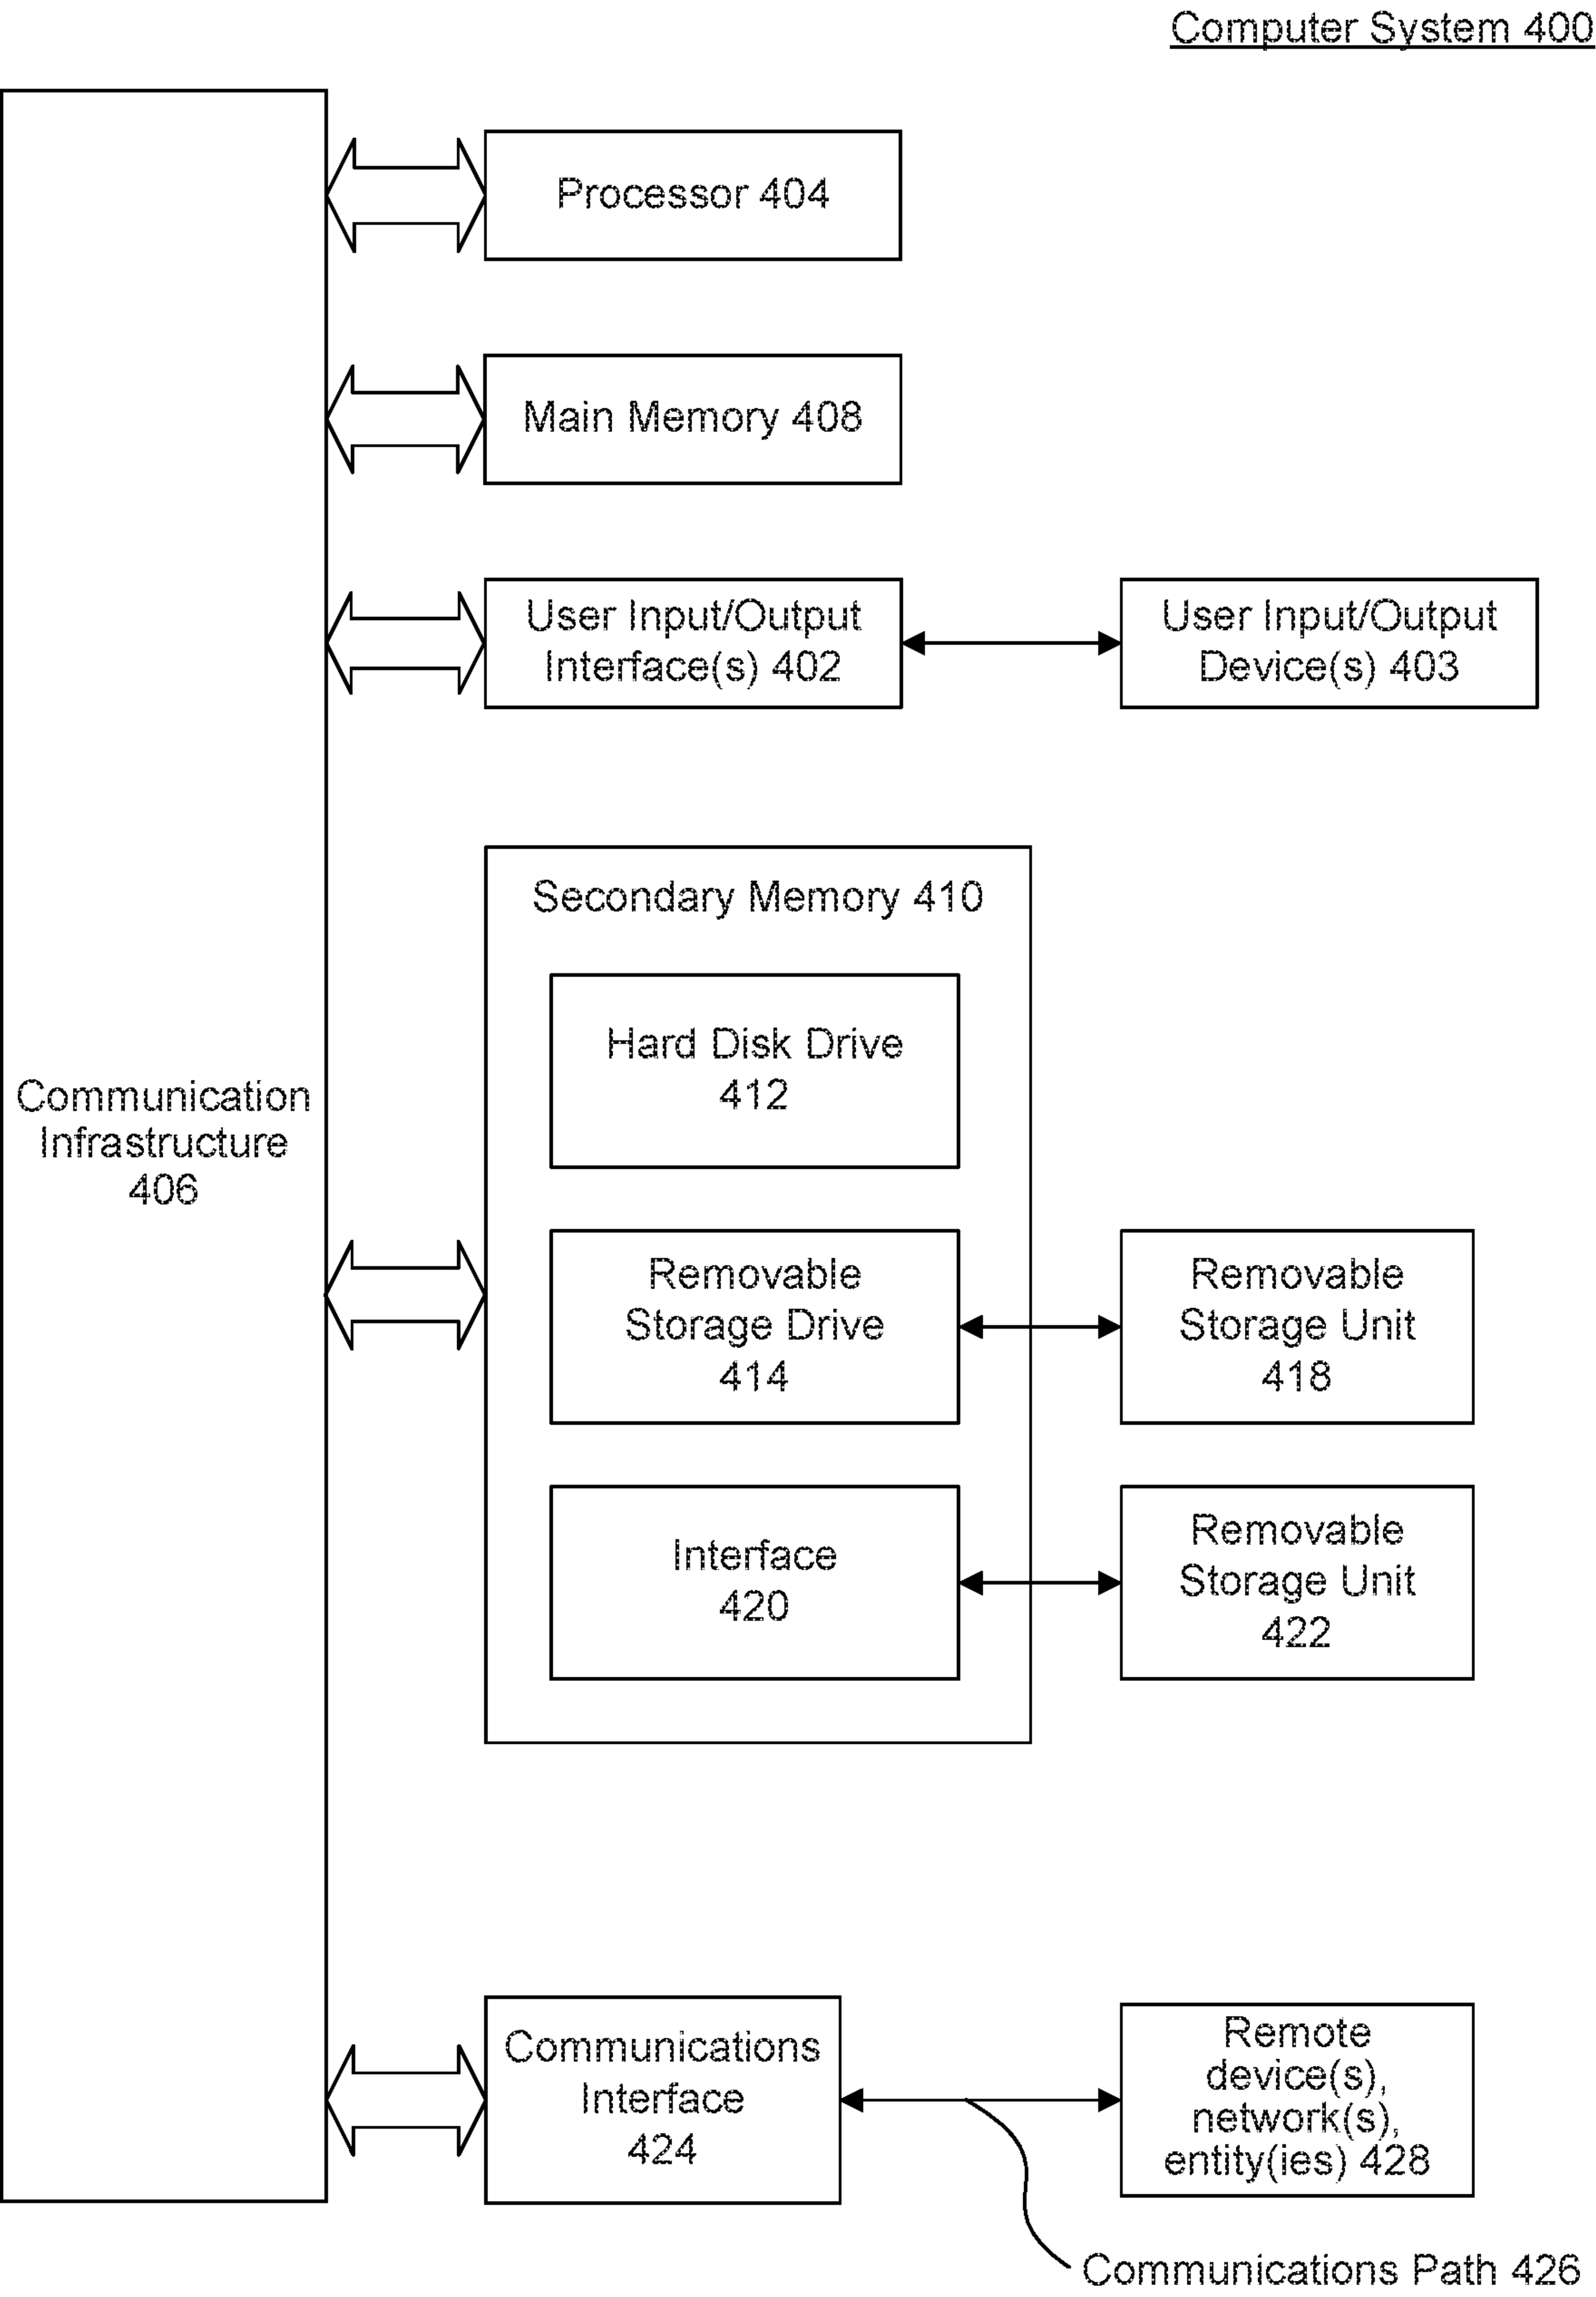 Computer System 400
Processor 404
Main Memory 408
User Input/Output
Interface(s) 402
User Input/Output
Device(s) 403
Secondary Memory 410
Hard Disk Drive
412
Communication
Infrastructure
406
Removable
Storage Drive
414
Removable
Storage Unit
418
Interface
420
Removable
Storage Unit
422
Communications
Interface
424
Remote
device(s),
network(s),
entity(ies) 428
Communications Path 426